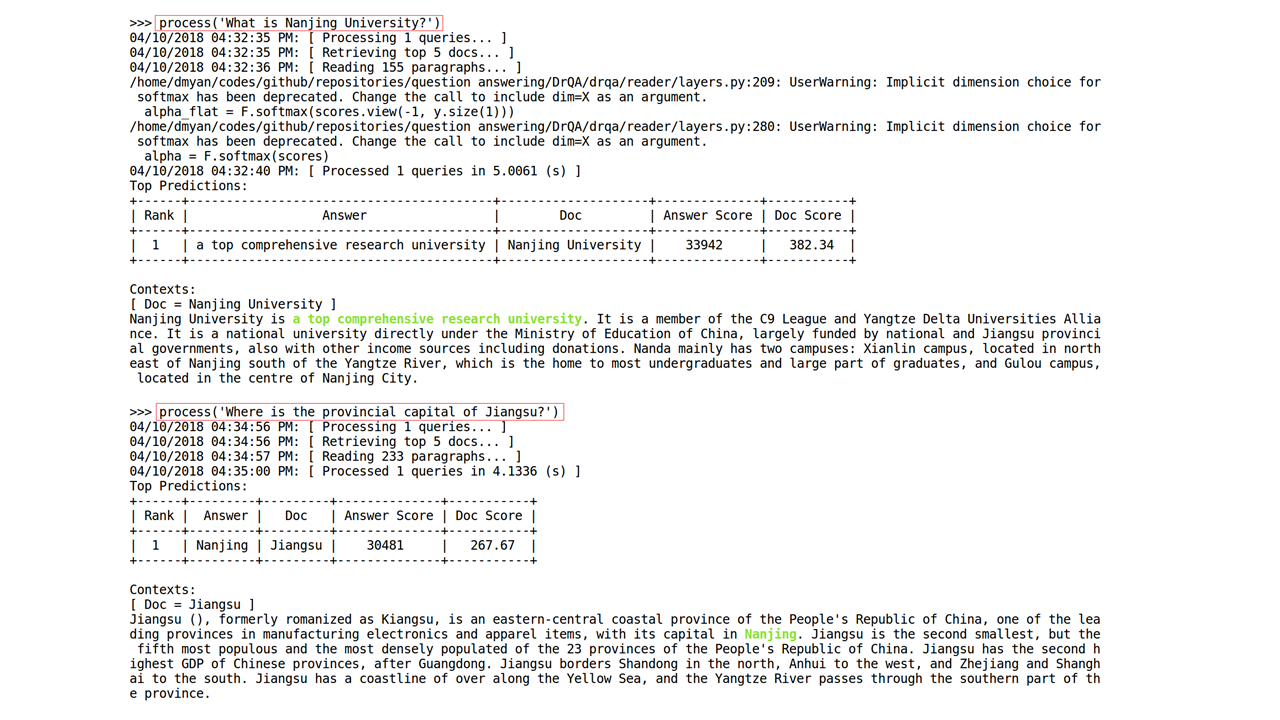 >>> process('What is Nanjing University?')
04/10/2018 04:32:35 PM: [ Processing 1 queries... ]
04/10/2018 04:32:35 PM: [ Retrieving top 5 docs... ]
04/10/2018 04:32:36 PM: [ Reading 155 paragraphs... ]
/home/dmyan/codes/github/repositories/question answering/DrQA/drqa/reader/layers.py:209: UserWarning: Implicit dimension choice for
 softmax has been deprecated. Change the call to include dim=X as an argument.
  alpha_flat = F.softmax(scores.view(-1, y.size(1)))
/home/dmyan/codes/github/repositories/question answering/DrQA/drqa/reader/layers.py:280: UserWarning: Implicit dimension choice for
 softmax has been deprecated. Change the call to include dim=X as an argument.
  alpha = F.softmax(scores)
04/10/2018 04:32:40 PM: [ Processed 1 queries in 5.0061 (s) ]
Top Predictions:
+------+-----------------------------------------+--------------------+--------------+-----------+
| Rank |                  Answer                 |        Doc         | Answer Score | Doc Score |
+------+-----------------------------------------+--------------------+--------------+-----------+
|  1   | a top comprehensive research university | Nanjing University |    33942     |   382.34  |
+------+-----------------------------------------+--------------------+--------------+-----------+
Contexts:
[ Doc = Nanjing University ]
Nanjing University is a top comprehensive research university. It is a member of the C9 League and Yangtze Delta Universities Allia
nce. It is a national university directly under the Ministry of Education of China, largely funded by national and Jiangsu provinci
al governments, also with other income sources including donations. Nanda mainly has two campuses: Xianlin campus, located in north
east of Nanjing south of the Yangtze River, which is the home to most undergraduates and large part of graduates, and Gulou campus,
 located in the centre of Nanjing City.
>>> process('Where is the provincial capital of Jiangsu?')
04/10/2018 04:34:56 PM: [ Processing 1 queries... ]
04/10/2018 04:34:56 PM: [ Retrieving top 5 docs... ]
04/10/2018 04:34:57 PM: [ Reading 233 paragraphs... ]
04/10/2018 04:35:00 PM: [ Processed 1 queries in 4.1336 (s) ]
Top Predictions:
+------+---------+---------+--------------+-----------+
| Rank |  Answer |   Doc   | Answer Score | Doc Score |
+------+---------+---------+--------------+-----------+
|  1   | Nanjing | Jiangsu |    30481     |   267.67  |
+------+---------+---------+--------------+-----------+
Contexts:
[ Doc = Jiangsu ]
Jiangsu (), formerly romanized as Kiangsu, is an eastern-central coastal province of the People's Republic of China, one of the lea
ding provinces in manufacturing electronics and apparel items, with its capital in Nanjing. Jiangsu is the second smallest, but the
 fifth most populous and the most densely populated of the 23 provinces of the People's Republic of China. Jiangsu has the second h
ighest GDP of Chinese provinces, after Guangdong. Jiangsu borders Shandong in the north, Anhui to the west, and Zhejiang and Shangh
ai to the south. Jiangsu has a coastline of over along the Yellow Sea, and the Yangtze River passes through the southern part of th
e province.